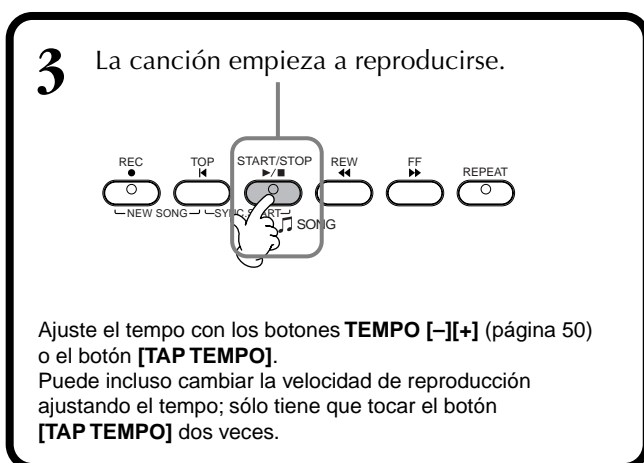 3 La canción empieza a reproducirse.
REC TOP START/STOP REW FF REPEAT
NEW SONG SYNC.START
SONG
Ajuste el tempo con los botones TEMPO [–][+] (página 50)
o el botón [TAP TEMPO].
Puede incluso cambiar la velocidad de reproducción
ajustando el tempo; sólo tiene que tocar el botón
[TAP TEMPO] dos veces.